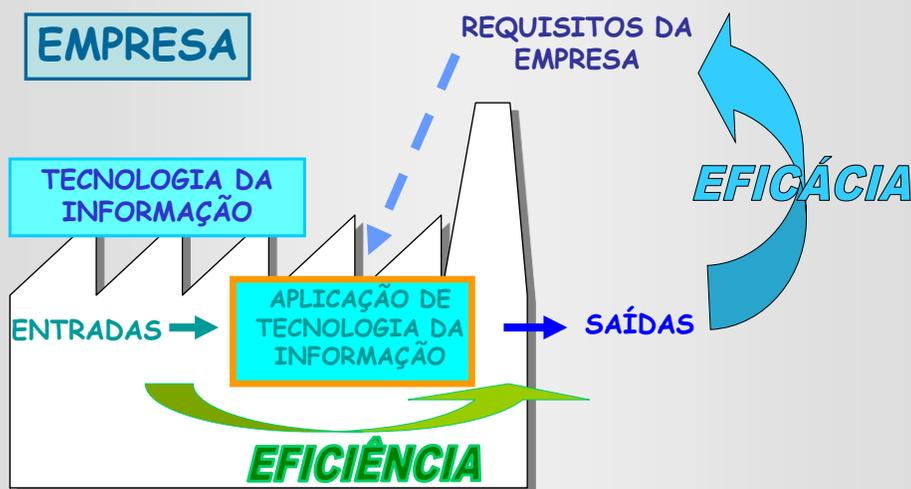 EMPRESA
REQUISITOS DA
EMPRESA
TECNOLOGIA DA
INFORMAÇÃO
EFICÁCIA
APLICAÇÃO DE
TECNOLOGIA DA
INFORMAÇÃO
ENTRADAS
SAÍDAS
EFICIÊNCIA